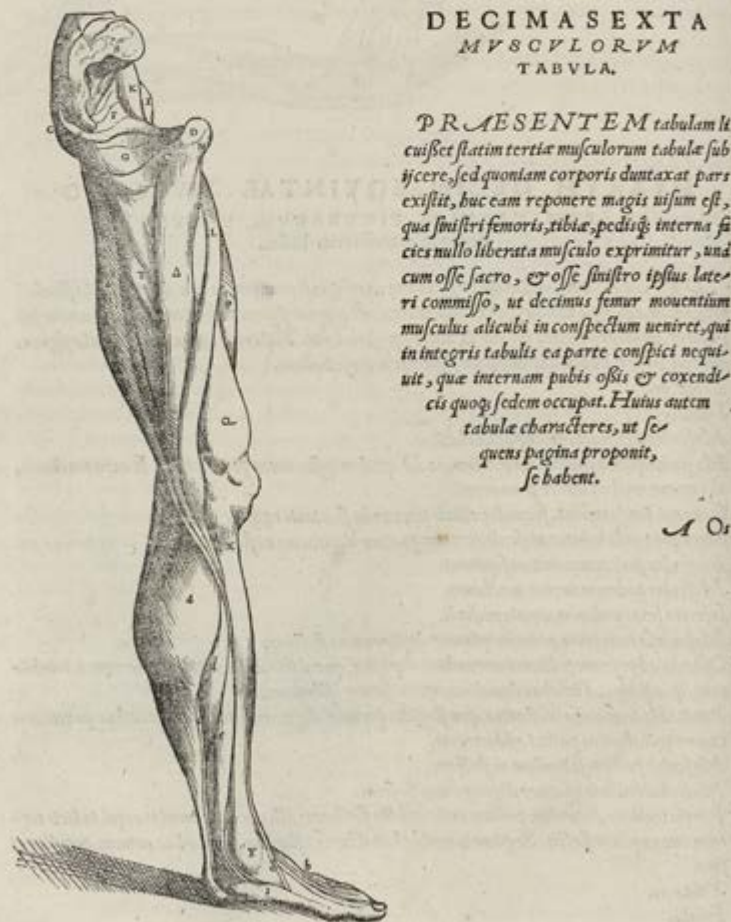 DECIMASEXTA
MVSCVLORVM
TABVLA.
PRAESENTEM tabulam li
cuißet ſtatim tertiæ muſculorum tabulæ ſub
ijcere, ſed quoniam corporis duntaxat pars
exiſtit, huc eam reponere magis uiſum eſt,
qua ſiniſtri femoris, tibiæ, pedisq́; interna fa
cies nullo liberata muſculo exprimitur, unà
cum oſſe ſacro, & oſſe ſiniſtro ipſius late-
ri commiſſo, ut decimus femur mouentium
muſculus alicubi in conſpectum ueniret, qui
in integris tabulis ea parte conſpici nequi-
uit, quæ internam pubis oßis & coxendi-
cis quoq; ſedem occupat. Huius autem
tabulæ characteres, ut ſe-
quens pagina proponit,
ſe habent.
A Os